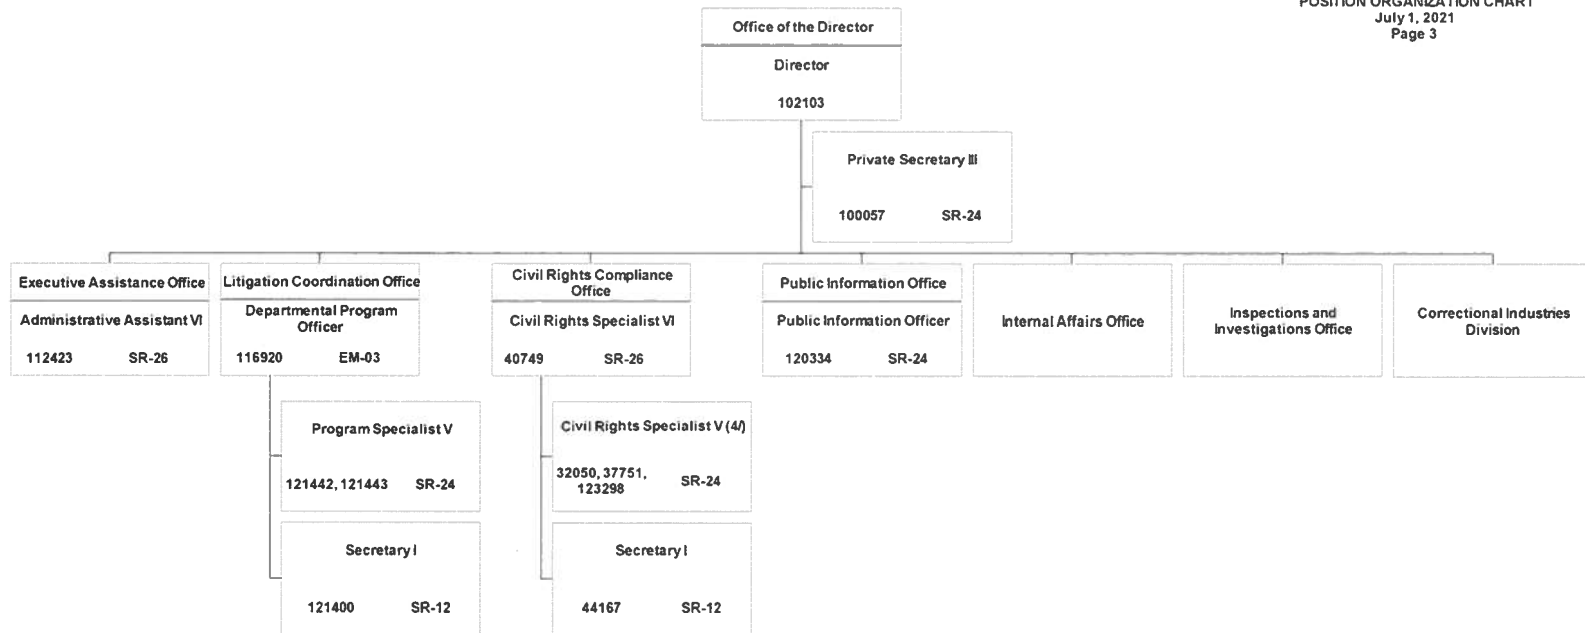 POSITION ORGANIZATION CHART
July 1, 2021
Page 3
Office of the Director
Director
102103
Private Secretary III
100057 SR-24
Executive Assistance Office
Administrative Assistant VI
112423 SR-26
Litigation Coordination Office
Departmental Program
Officer
116920 EM-03
Program Specialist V
121442, 121443 SR-24
Secretary I
121400 SR-12
Civil Rights Compliance
Office
Civil Rights Specialist VI
40749 SR-26
Civil Rights Specialist V (4/)
32050, 37751,
123298 SR-24
Secretary I
44167 SR-12
Public Information Office
Public Information Officer
120334 SR-24
Internal Affairs Office
Inspections and
Investigations Office
Correctional Industries
Division